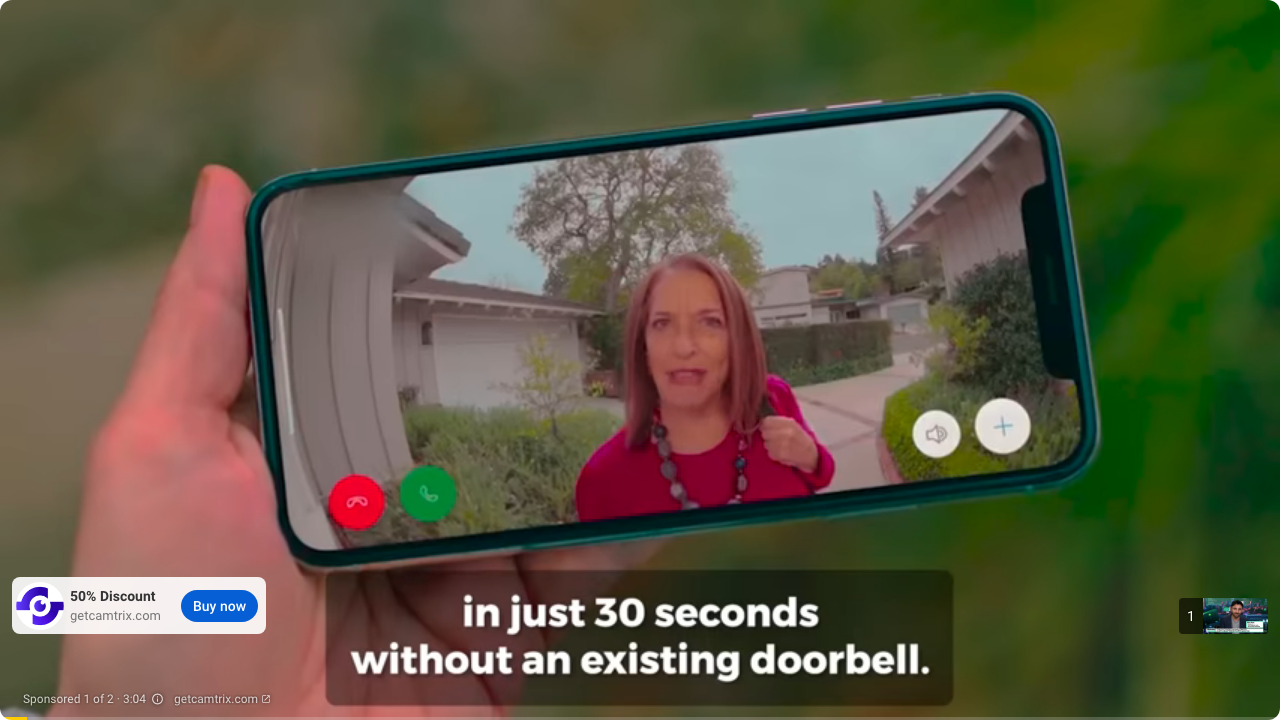 in just 30 seconds
without an existing doorbell.
50% Discount
getcamtrix.com
Buy now
1
Sponsored 1 of 2 · 3:04
getcamtrix.com